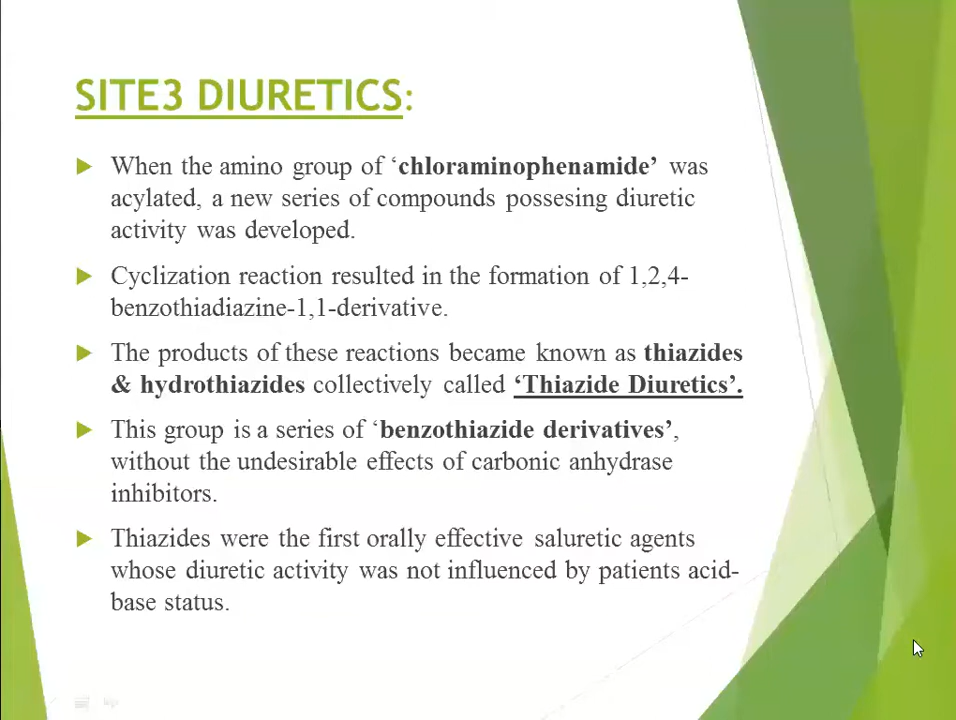 SITE3 DIURETICS:
When the amino group of ‘chloraminophenamide’ was
acylated, a new series of compounds possesing diuretic
activity was developed.
Cyclization reaction resulted in the formation of 1,2,4-
benzothiadiazine-1,1-derivative.
The products of these reactions became known as thiazides
& hydrothiazides collectively called ‘Thiazide Diuretics’.
This group is a series of ‘benzothiazide derivatives’,
without the undesirable effects of carbonic anhydrase
inhibitors.
Thiazides were the first orally effective saluretic agents
whose diuretic activity was not influenced by patients acid-
base status.